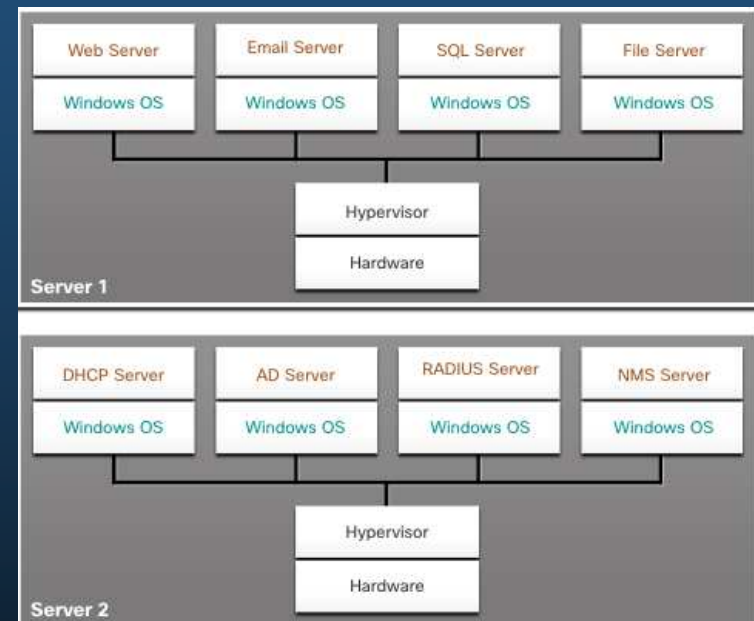 Web Server
Email Server
SQL Server
File Server
Windows OS
Windows OS
Windows OS
Windows OS
Hypervisor
Hardware
Server 1
DHCP Server
AD Server
RADIUS Server
NMS Server
Windows OS
Windows OS
Windows OS
Windows OS
Hypervisor
Hardware
Server 2